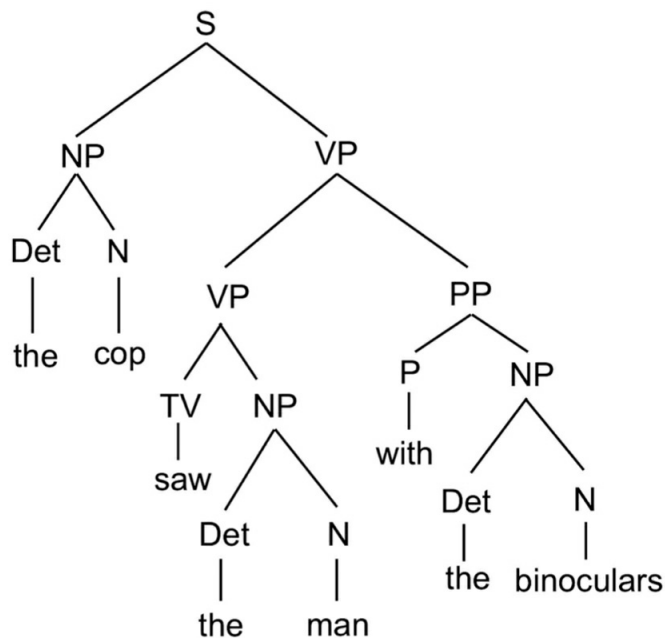 S
NP VP
Det N
the cop
VP PP
TV NP
saw
P NP
with
Det N
the man
Det N
the binoculars